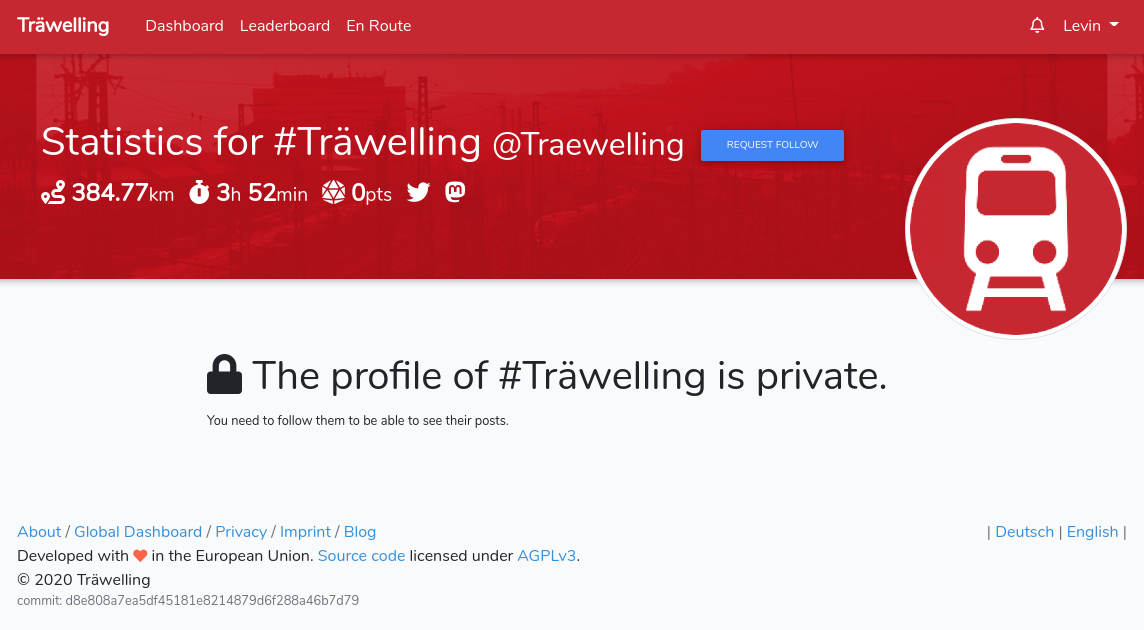 Träwelling Dashboard Leaderboard En Route Levin
Statistics for #Träwelling @Traewelling REQUEST FOLLOW
384.77km 3h 52min 0pts
The profile of #Träwelling is private.
You need to follow them to be able to see their posts.
About / Global Dashboard / Privacy / Imprint / Blog | Deutsch | English |
Developed with ❤ in the European Union. Source code licensed under AGPLv3.
© 2020 Träwelling
commit: d8e808a7ea5df45181e8214879d6f288a46b7d79